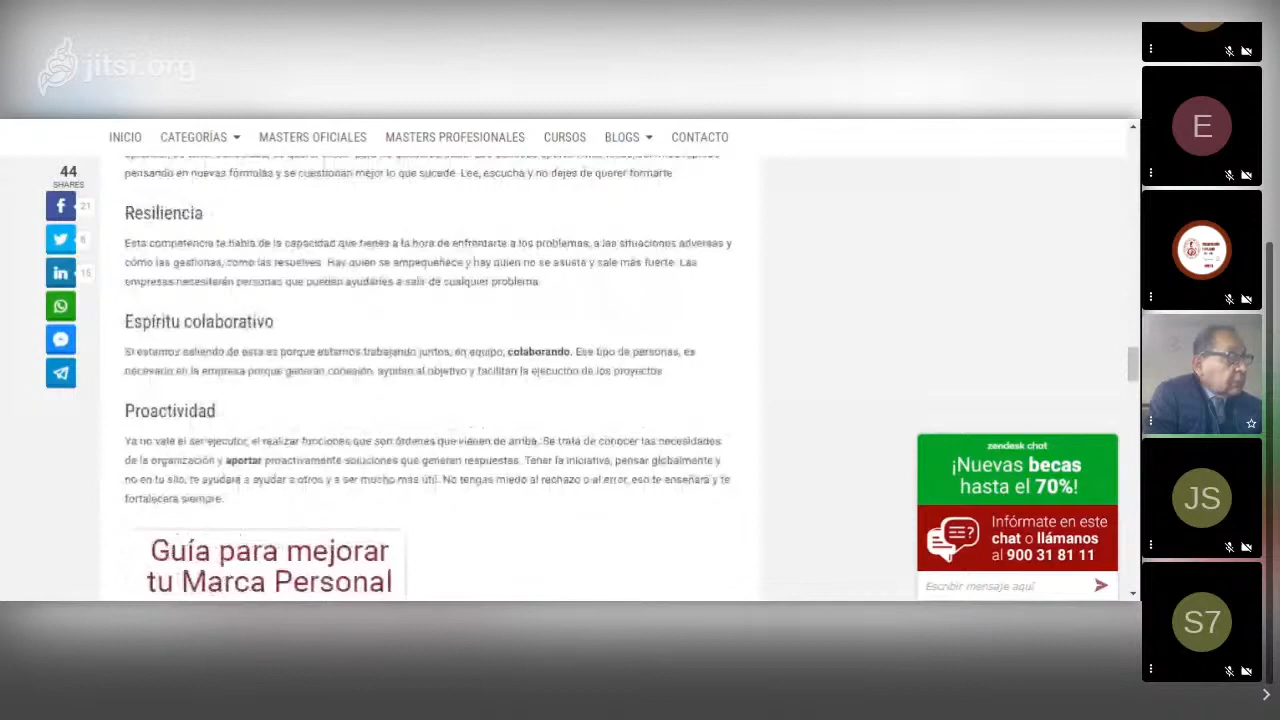 jitsi.org
INICIO CATEGORÍAS MASTERS OFICIALES MASTERS PROFESIONALES CURSOS BLOGS CONTACTO
44
SHARES
21
6
16
pensando en nuevas fórmulas y se cuestionan mejor lo que sucede. Lee, escucha y no dejes de querer formarte
Resiliencia
Esta competencia te habla de la capacidad que tienes a la hora de enfrentarte a los problemas, a las situaciones adversas y
cómo las gestionas, como las resuelves. Hay quien se empequeñece y hay quien no se asusta y sale más fuerte. Las
empresas necesitarán personas que puedan ayudarles a salir de cualquier problema.
Espíritu colaborativo
Si estamos saliendo de esta es porque estamos trabajando juntos, en equipo, colaborando. Ese tipo de personas, es
necesario en la empresa porque generan conexión, ayudan al objetivo y facilitan la ejecución de los proyectos
Proactividad
Ya no vale el ser ejecutor, el realizar funciones que son órdenes que vienen de arriba. Se trata de conocer las necesidades
de la organización y aportar proactivamente soluciones que generan respuestas. Tener la iniciativa, pensar globalmente y
no en tu silo, te ayudara a ayudar a otros y a ser mucho mas útil. No tengas miedo al rechazo o al error, eso te enseñará y te
fortalecerá siempre.
Guía para mejorar
tu Marca Personal
zendesk chat
¡Nuevas becas
hasta el 70%!
Infórmate en este
chat o llámanos
al 900 31 81 11
Escribir mensaje aquí
E
JS
S7